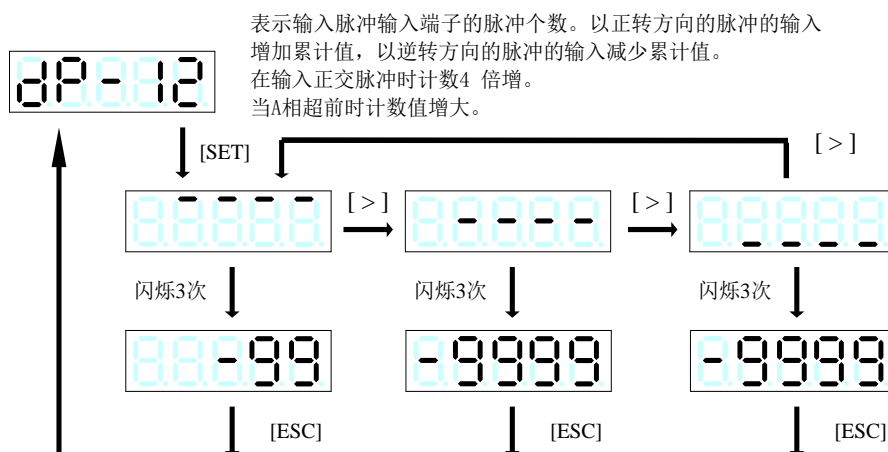 表示输入脉冲输入端子的脉冲个数。以正转方向的脉冲的输入
增加累计值，以逆转方向的脉冲的输入减少累计值。
在输入正交脉冲时计数4 倍增。
当A相超前时计数值增大。
dP-12
[SET]
[ > ]
---- [ > ] ---- [ > ] ----
闪烁3次 闪烁3次 闪烁3次
-99 -9999 -9999
[ESC] [ESC] [ESC]